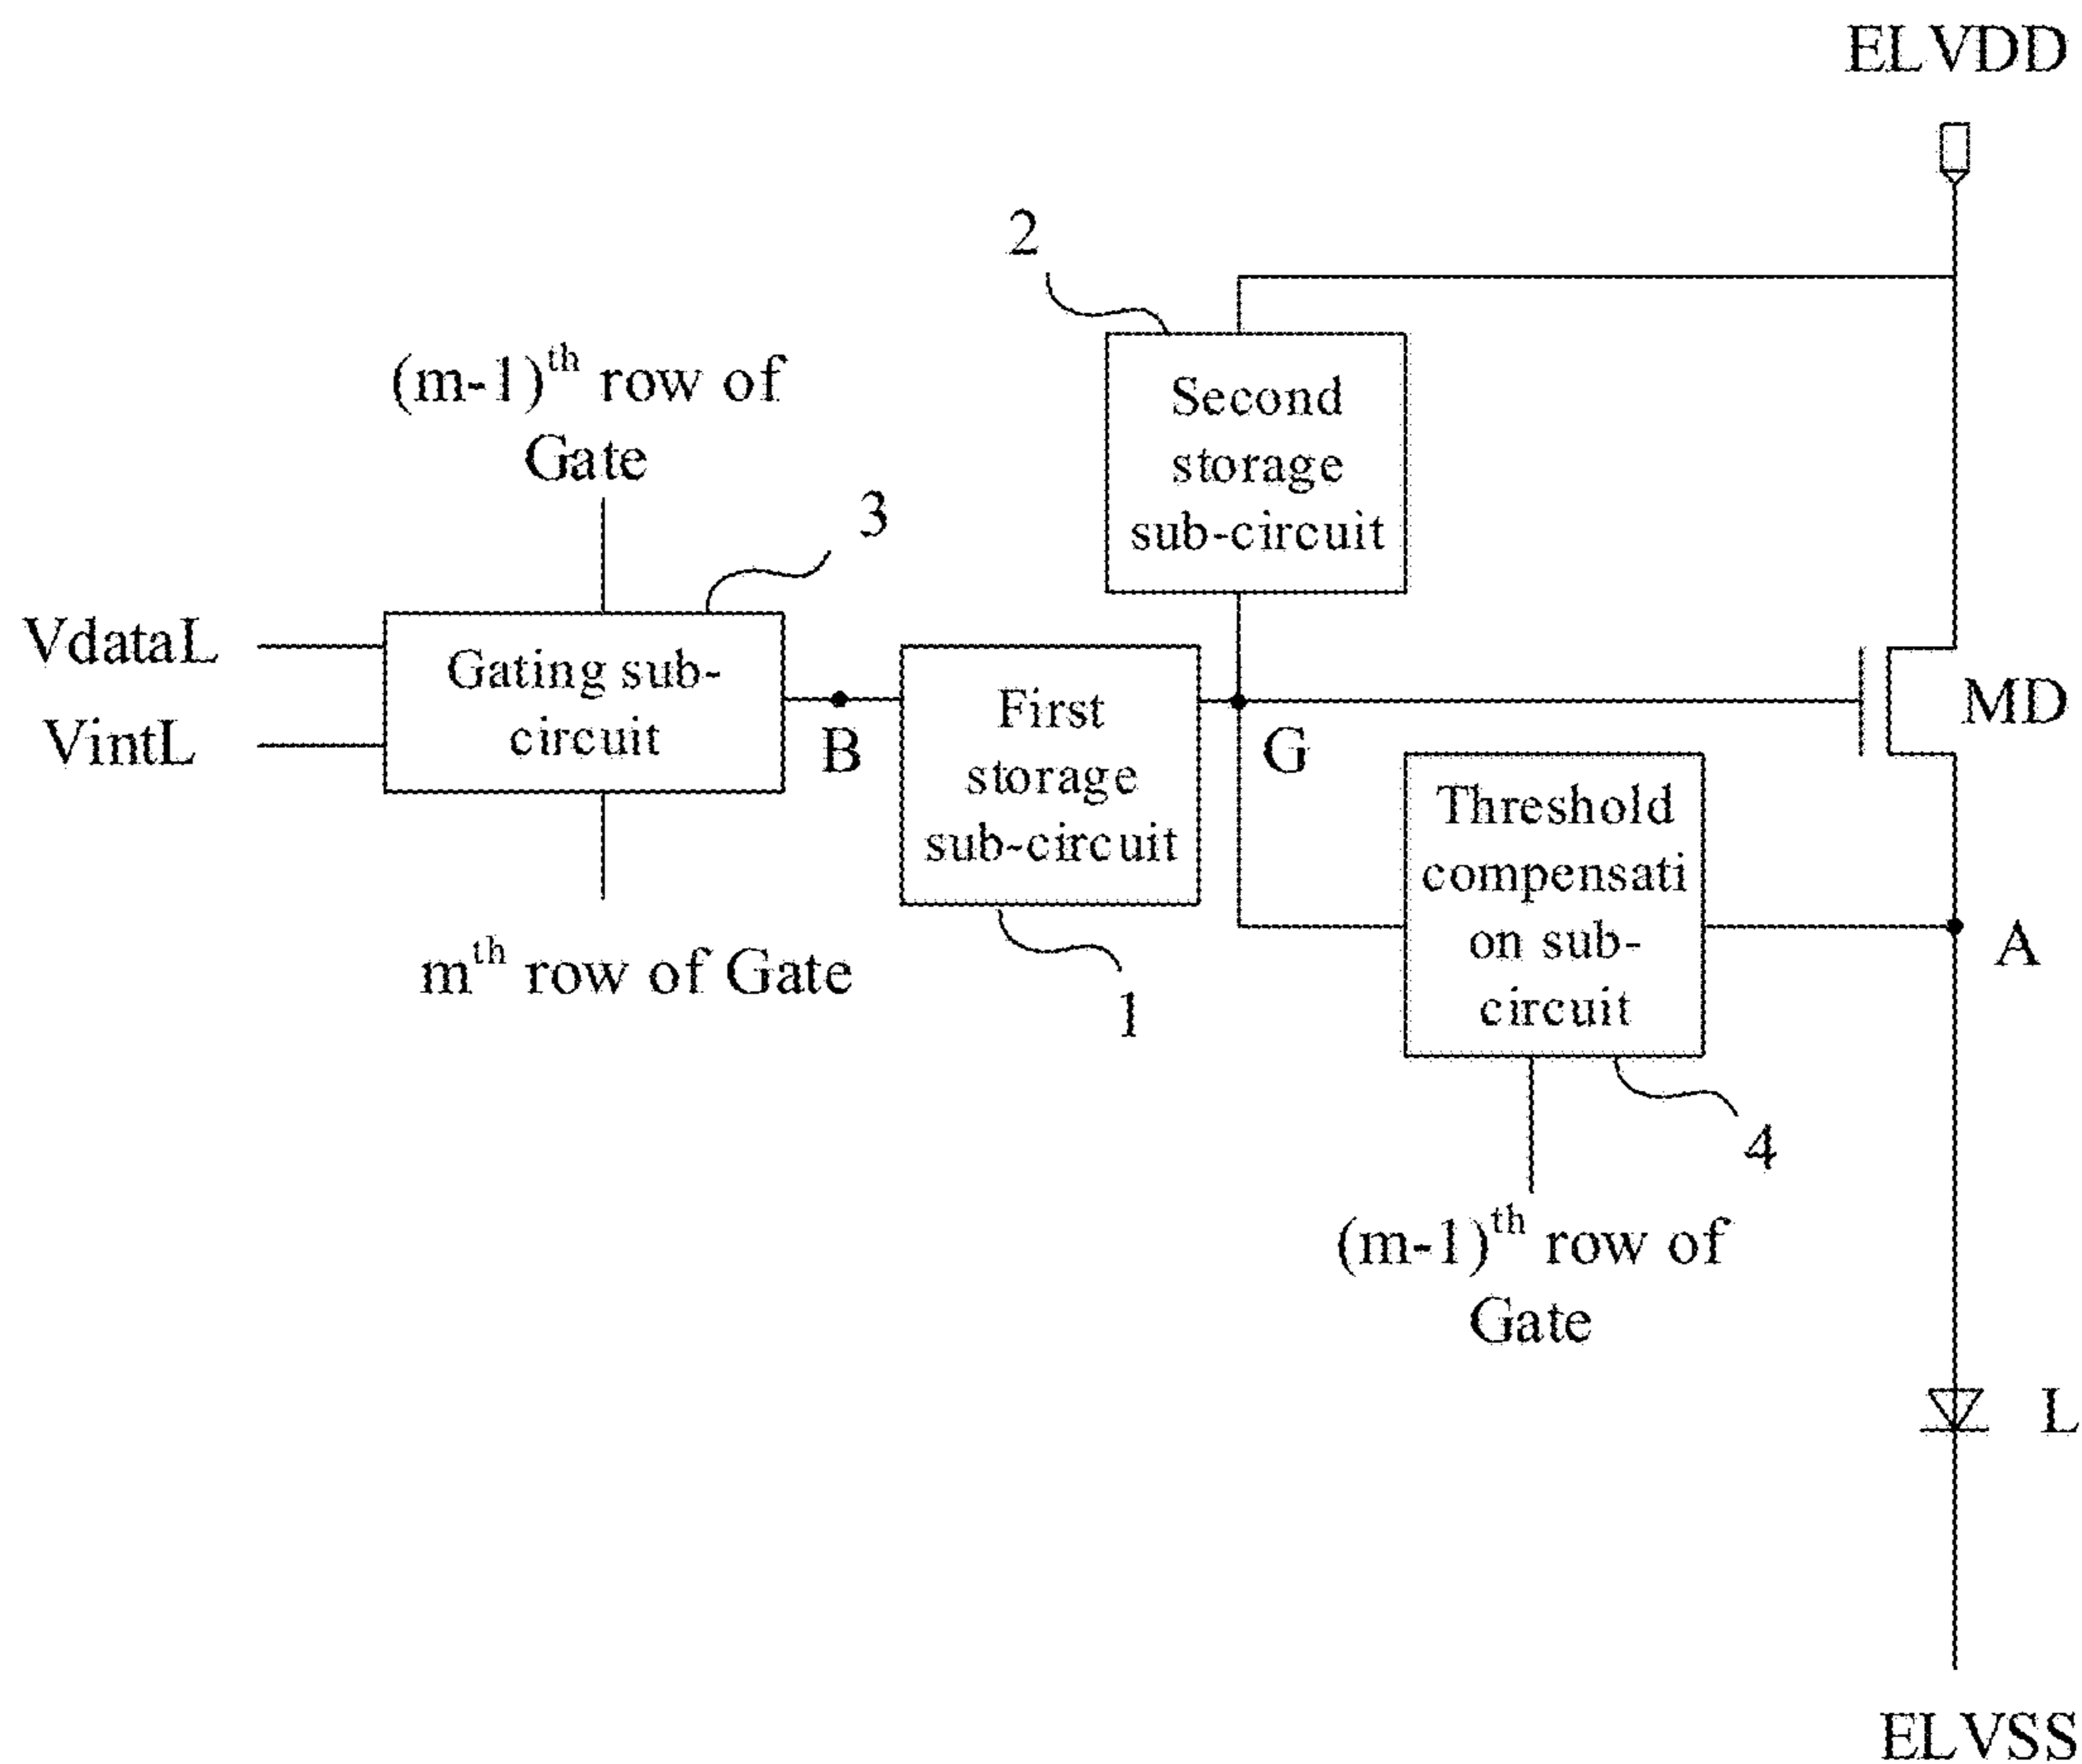 ELVDD
2
Second
storage
sub-circuit
(m-1)th row of
Gate
3
VdataL
VintL
Gating sub-
circuit
B
First
storage
sub-circuit
1
G
MD
Threshold
compensati
on sub-
circuit
A
mth row of Gate
4
(m-1)th row of
Gate
L
ELVSS